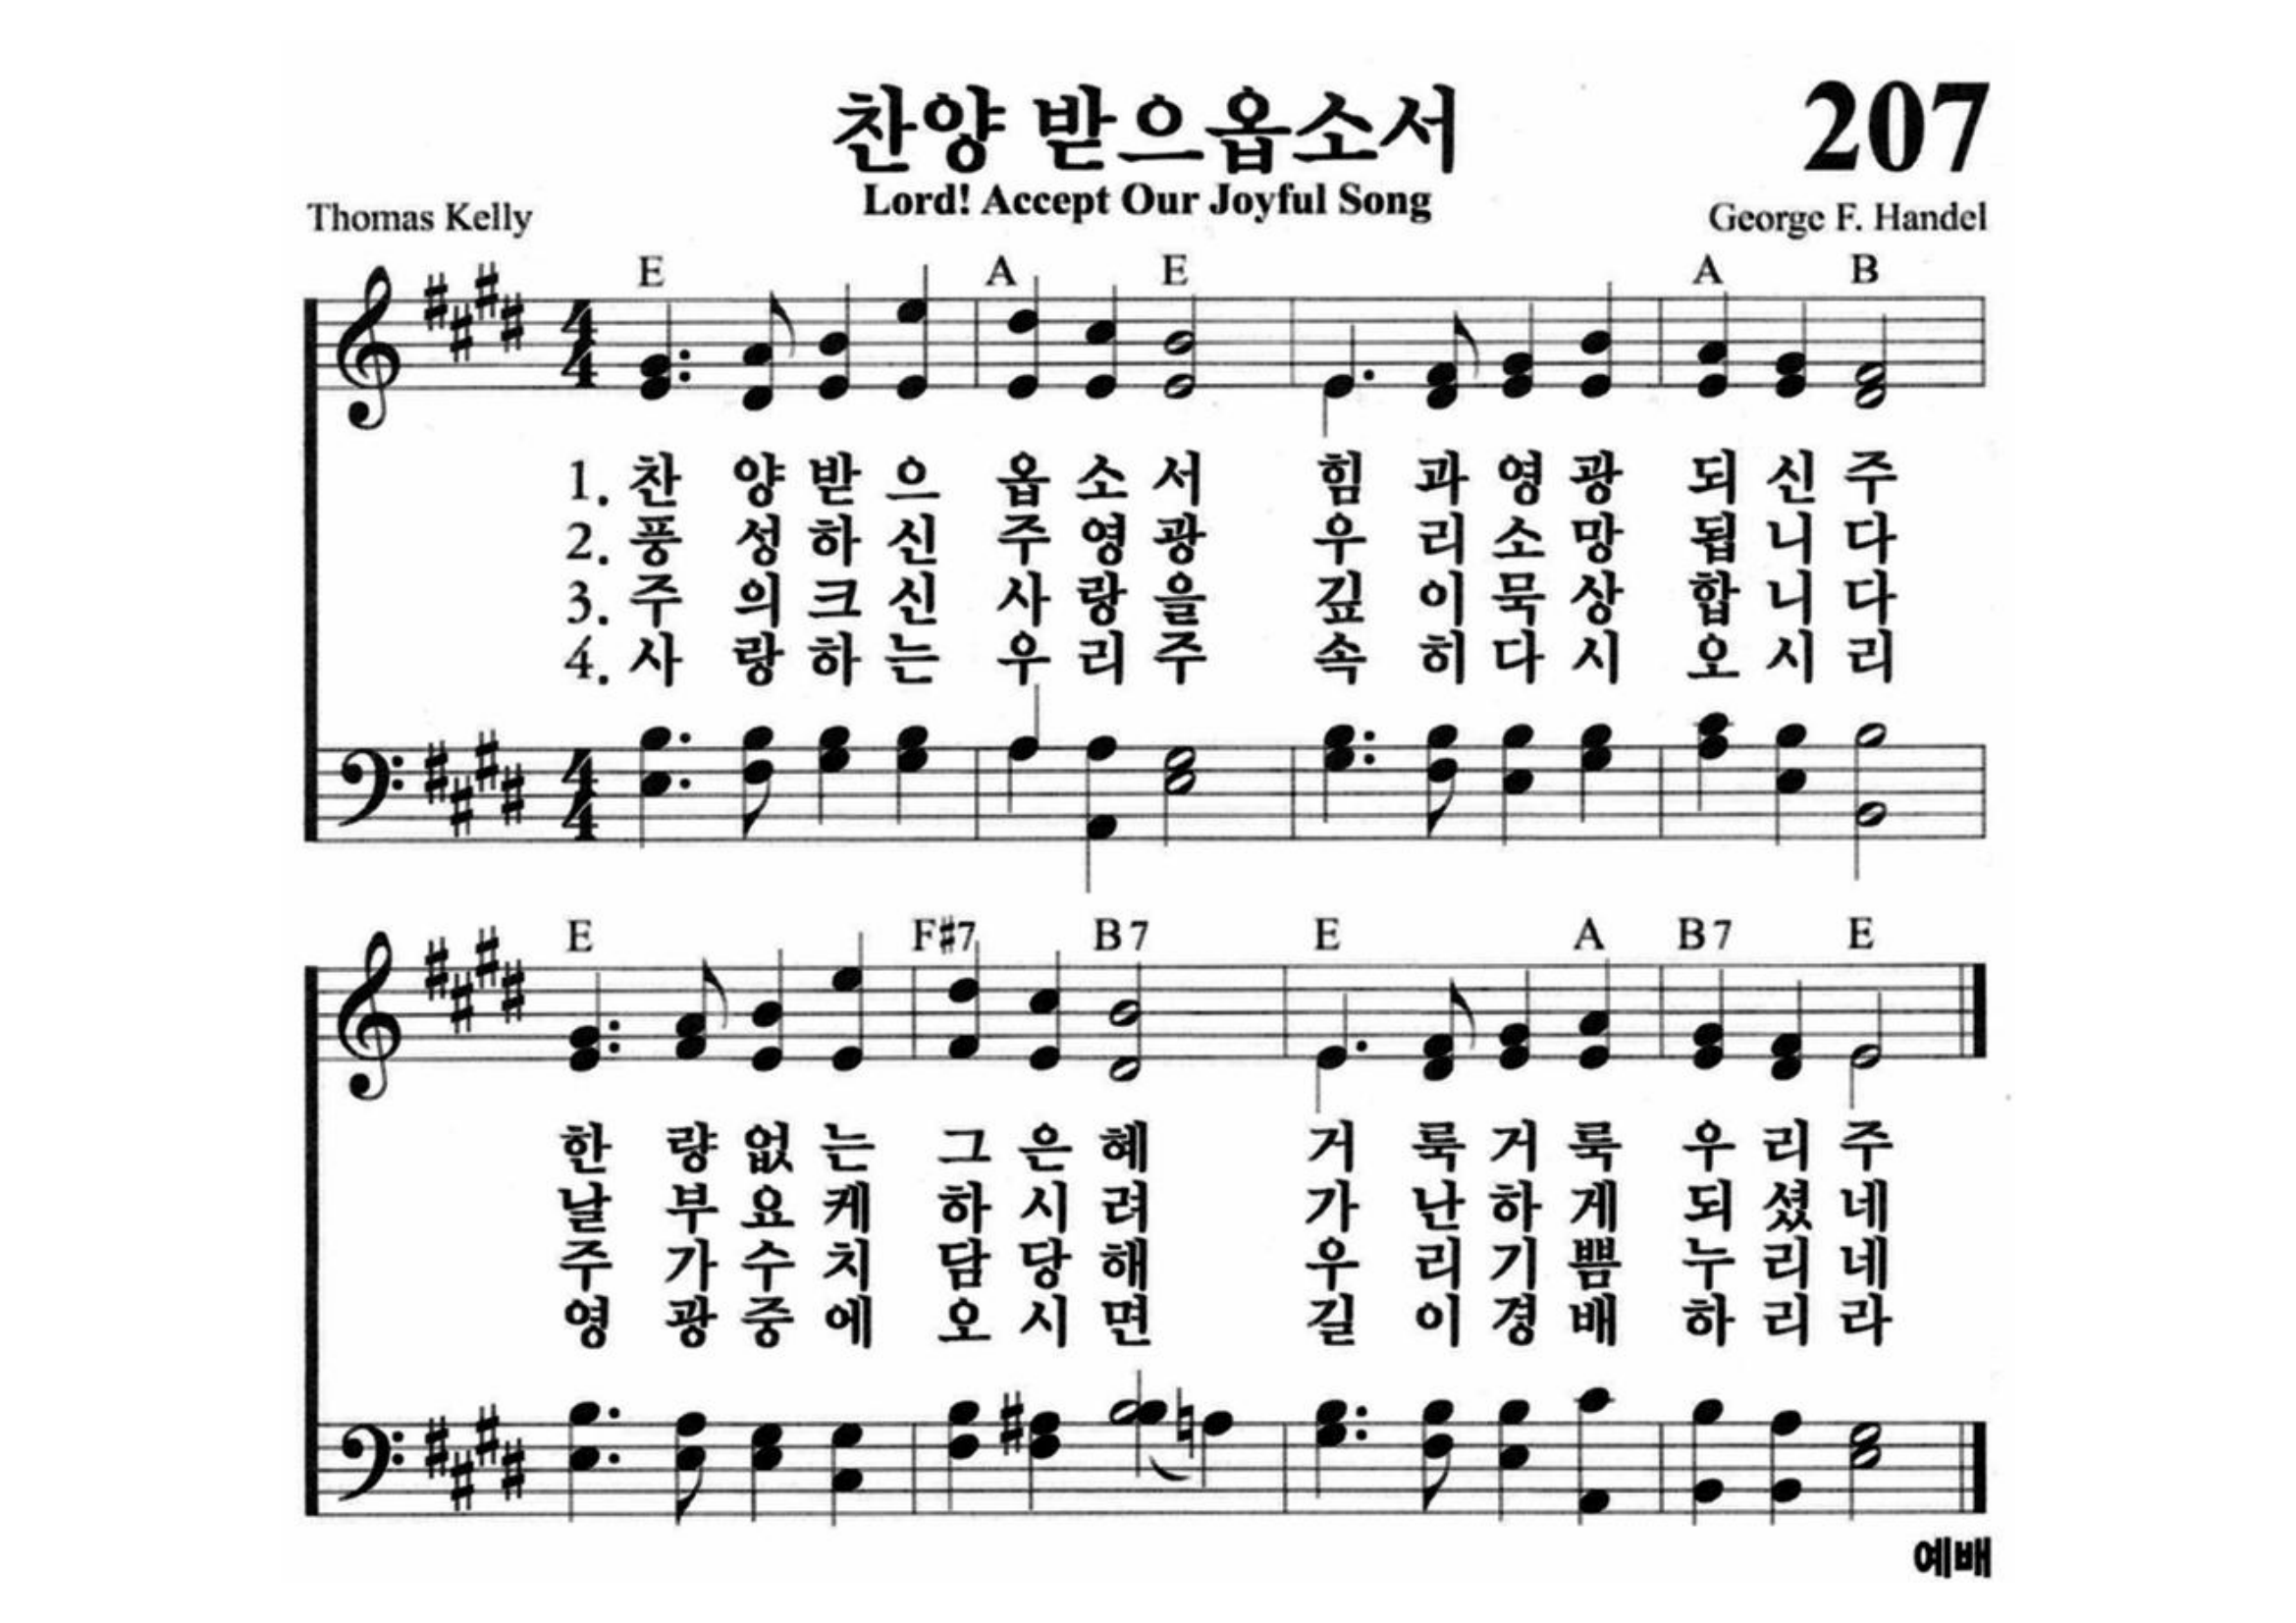 207
찬양 받으옵소서
Lord! Accept Our Joyful Song
Thomas Kelly
George F. Handel
E A E A B
4 4
1. 찬 양 받 으 옵 소 서 힘 과 영 광 되 신 주
2. 풍 성 하 신 주 영 광 우 리 소 망 됩 니 다
3. 주 의 크 신 사 랑 을 깊 이 묵 상 합 니 다
4. 사 랑 하 는 우 리 주 속 히 다 시 오 시 리
4 4
E F#7 B7 E A B7 E
한 량 없 는 그 은 혜 거 룩 거 룩 우 리 주
날 부 요 케 하 시 려 가 난 하 게 되 셨 네
주 가 수 치 담 당 해 우 리 기 쁨 누 리 네
영 광 중 에 오 시 면 길 이 경 배 하 리 라
예배